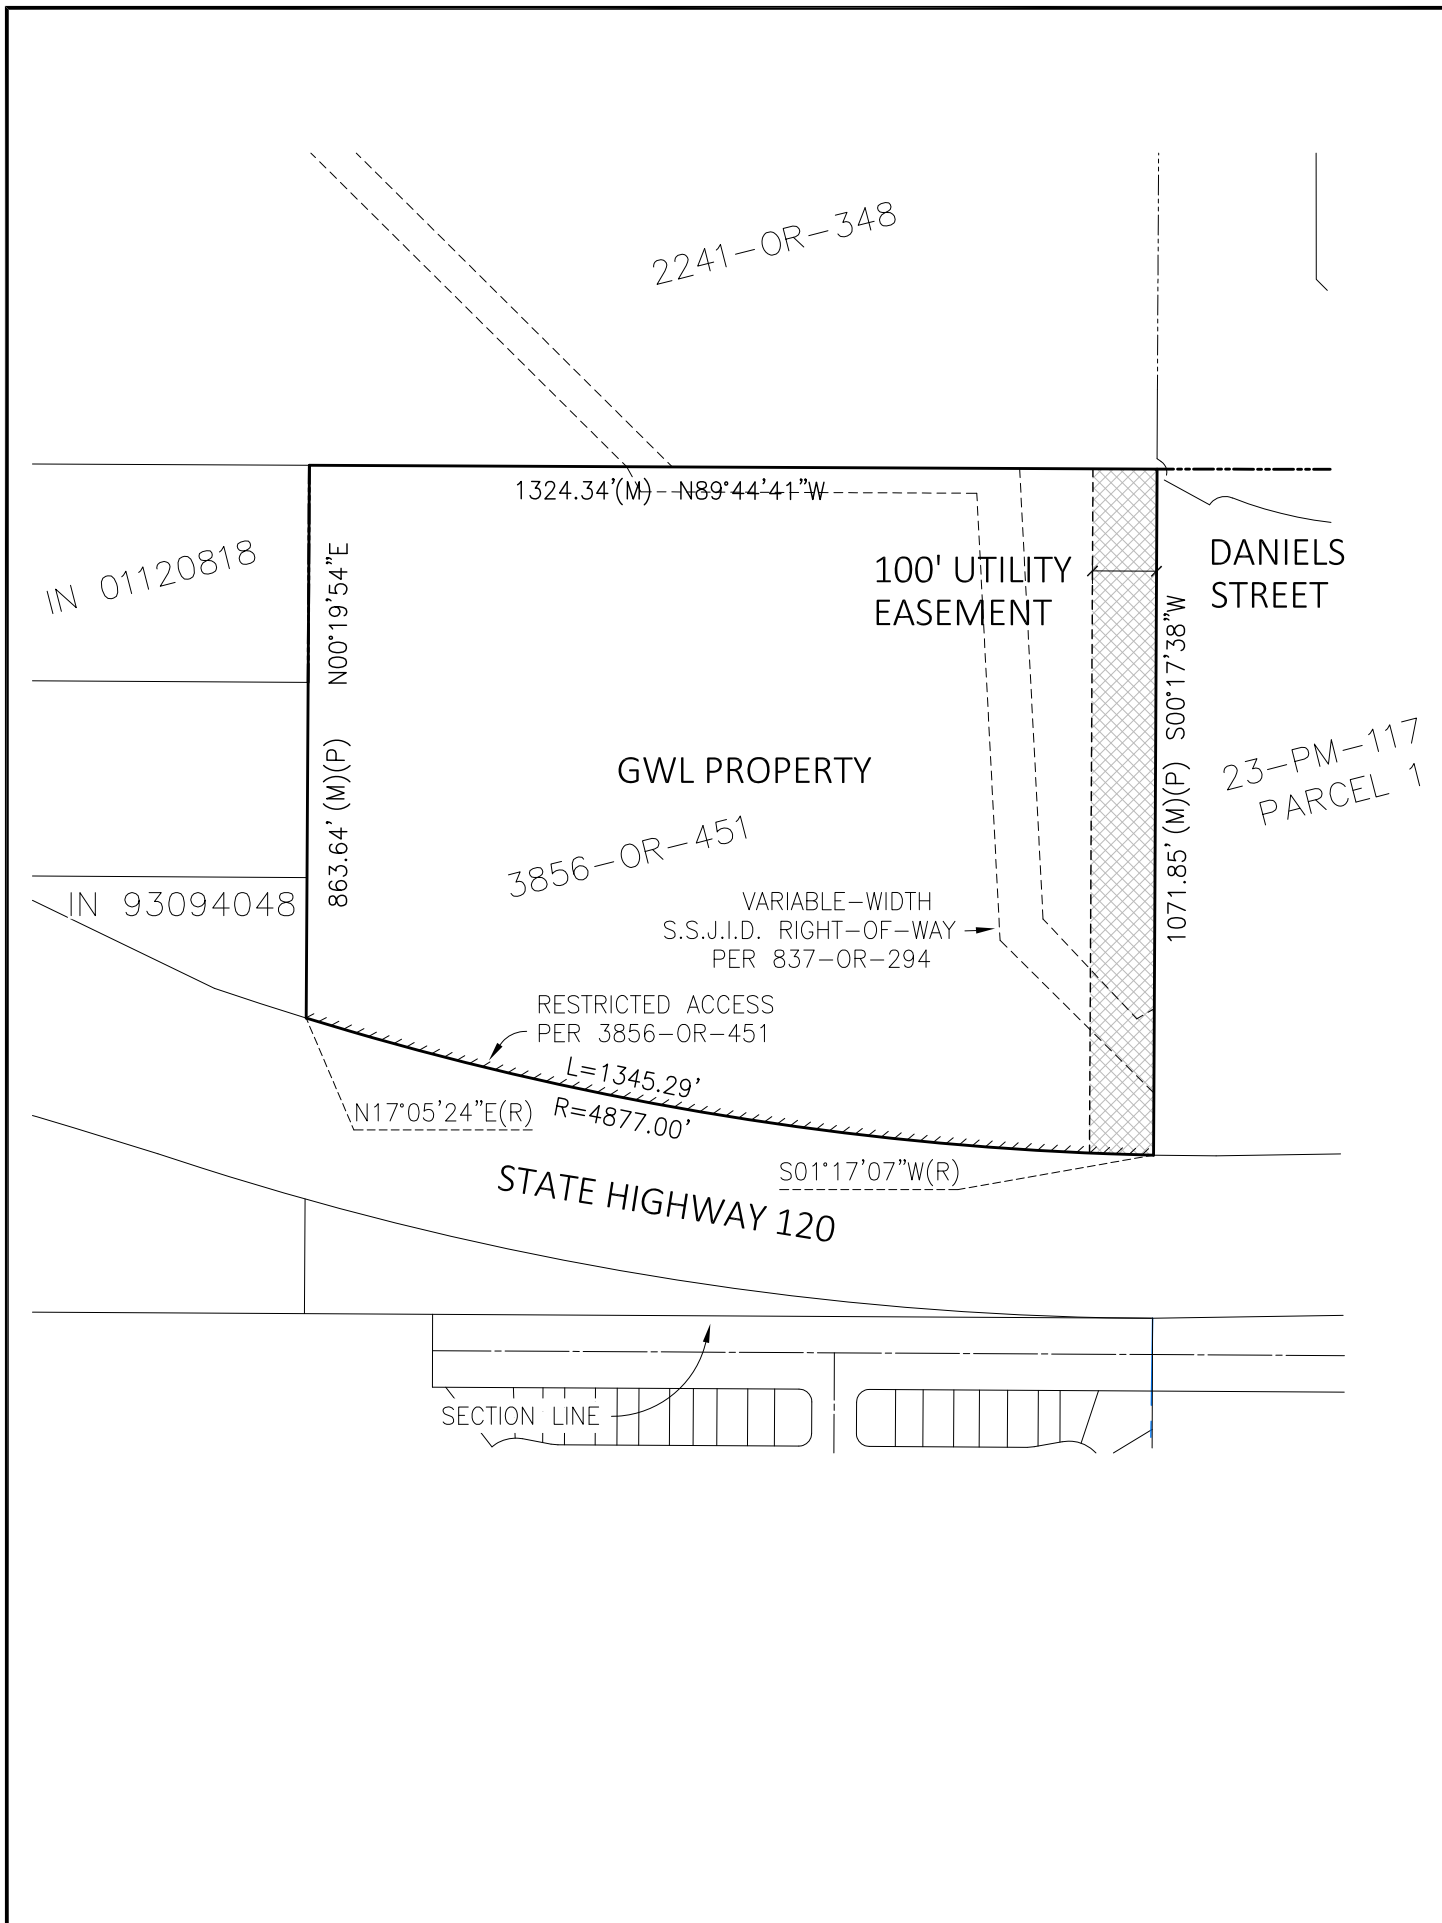 2241-OR-348
1324.34'(M) N89°44'41"W
IN 01120818
N00°19'54"E
863.64' (M)(P)
100' UTILITY
EASEMENT
DANIELS
STREET
S00°17'38"W
1071.85' (M)(P)
23-PM-117
PARCEL 1
GWL PROPERTY
3856-OR-451
IN 93094048
VARIABLE-WIDTH
S.S.J.I.D. RIGHT-OF-WAY
PER 837-OR-294
RESTRICTED ACCESS
PER 3856-OR-451
L=1345.29'
R=4877.00'
N17°05'24"E(R)
S01°17'07"W(R)
STATE HIGHWAY 120
SECTION LINE